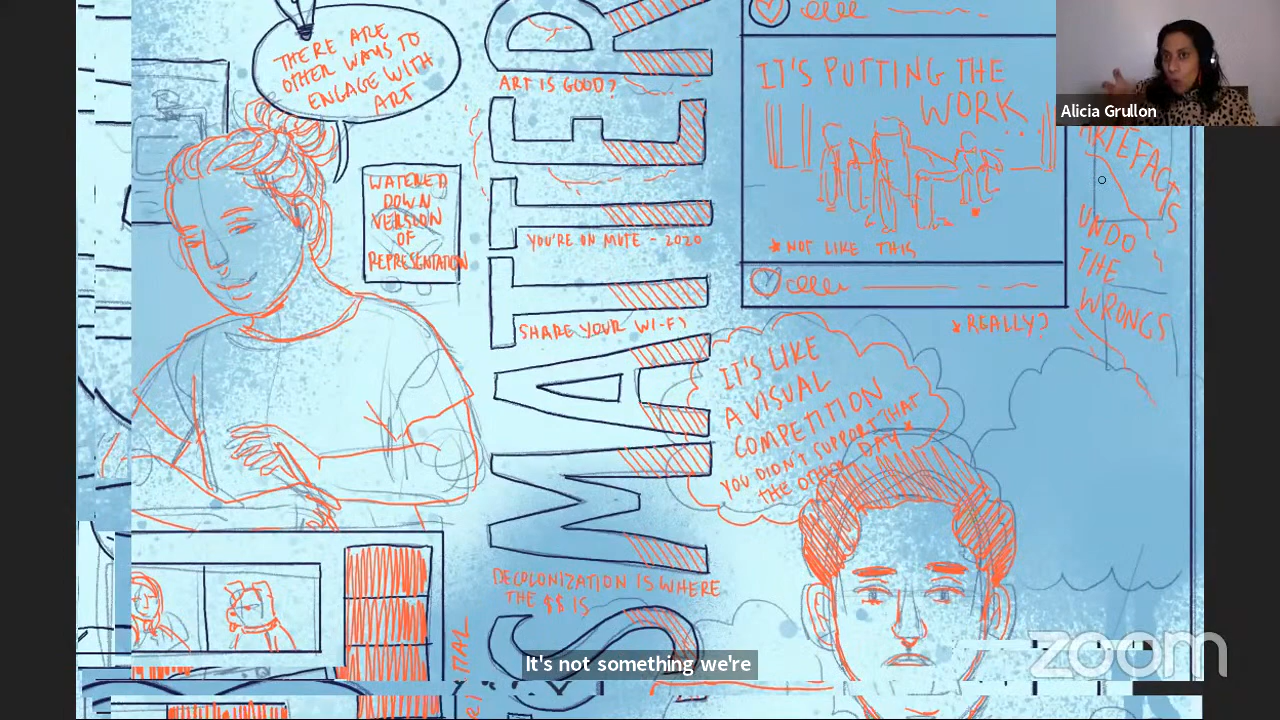 THERE ARE
OTHER WAYS TO
ENGAGE WITH
ART
WATERED
DOWN
VERSION
OF
REPRESENTATION
ART IS GOOD?
YOU'RE ON MUTE - 2020
SHARE YOUR WI-FI
DECOLONIZATION IS WHERE
THE $$ IS
S MATTER
IT'S PUTTING THE
WORK
* NOT LIKE THIS
* REALLY?
Alicia Grullon
ARTEFACTS
UNDO
THE
WRONGS
IT'S LIKE
A VISUAL
COMPETITION
YOU DIDN'T SUPPORT THAT
THE OTHER DAY *
It's not something we're
zoom